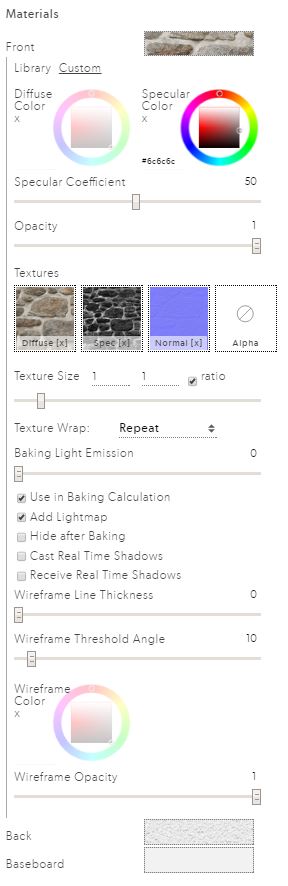 Materials
Front
Library Custom
Diffuse Color x
Specular Color x
#6c6c6c
Specular Coefficient 50
Opacity 1
Textures
Diffuse [x] Spec [x] Normal [x] Alpha
Texture Size 1 1 ratio
Texture Wrap: Repeat
Baking Light Emission 0
Use in Baking Calculation
Add Lightmap
Hide after Baking
Cast Real Time Shadows
Receive Real Time Shadows
Wireframe Line Thickness 0
Wireframe Threshold Angle 10
Wireframe
Color
x
Wireframe Opacity 1
Back
Baseboard